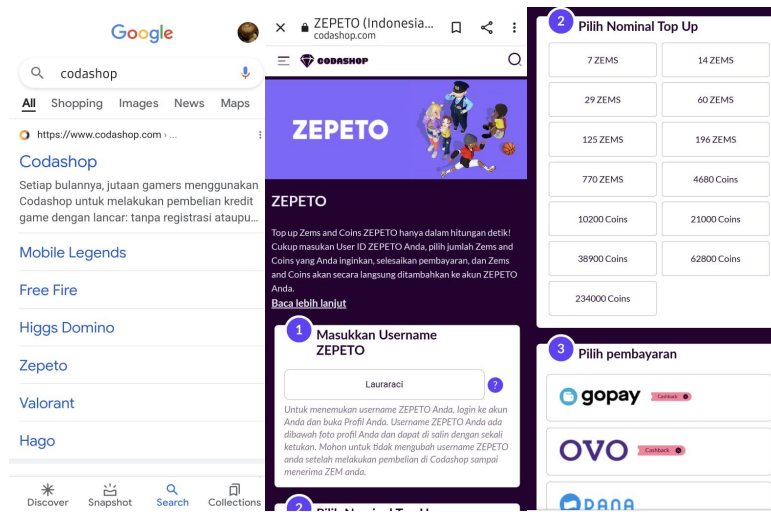 Google
codashop
All Shopping Images News Maps
https://www.codashop.com › ...
Codashop
Setiap bulannya, jutaan gamers menggunakan
Codashop untuk melakukan pembelian kredit
game dengan lancar: tanpa registrasi ataupu...
Mobile Legends
Free Fire
Higgs Domino
Zepeto
Valorant
Hago
Discover Snapshot Search Collections
ZEPETO (Indonesia...
codashop.com
CODASHOP
ZEPETO
ZEPETO
Top up Zems and Coins ZEPETO hanya dalam hitungan detik!
Cukup masukan User ID ZEPETO Anda, pilih jumlah Zems and
Coins yang Anda inginkan, selesaikan pembayaran, dan Zems
and Coins akan secara langsung ditambahkan ke akun ZEPETO
Anda.
Baca lebih lanjut
1 Masukkan Username
ZEPETO
Lauraraci ?
Untuk menemukan username ZEPETO Anda, login ke akun
Anda dan buka Profil Anda. Username ZEPETO Anda ada
dibawah foto profil Anda dan dapat di salin dengan sekali
ketukan. Mohon untuk tidak mengubah username ZEPETO
anda setelah melakukan pembelian di Codashop sampai
menerima ZEM anda.
2 Pilih Nominal Top Up
2 Pilih Nominal Top Up
7 ZEMS 14 ZEMS
29 ZEMS 60 ZEMS
125 ZEMS 196 ZEMS
770 ZEMS 4680 Coins
10200 Coins 21000 Coins
38900 Coins 62800 Coins
234000 Coins
3 Pilih pembayaran
gopay Cashback
OVO Cashback
DANA